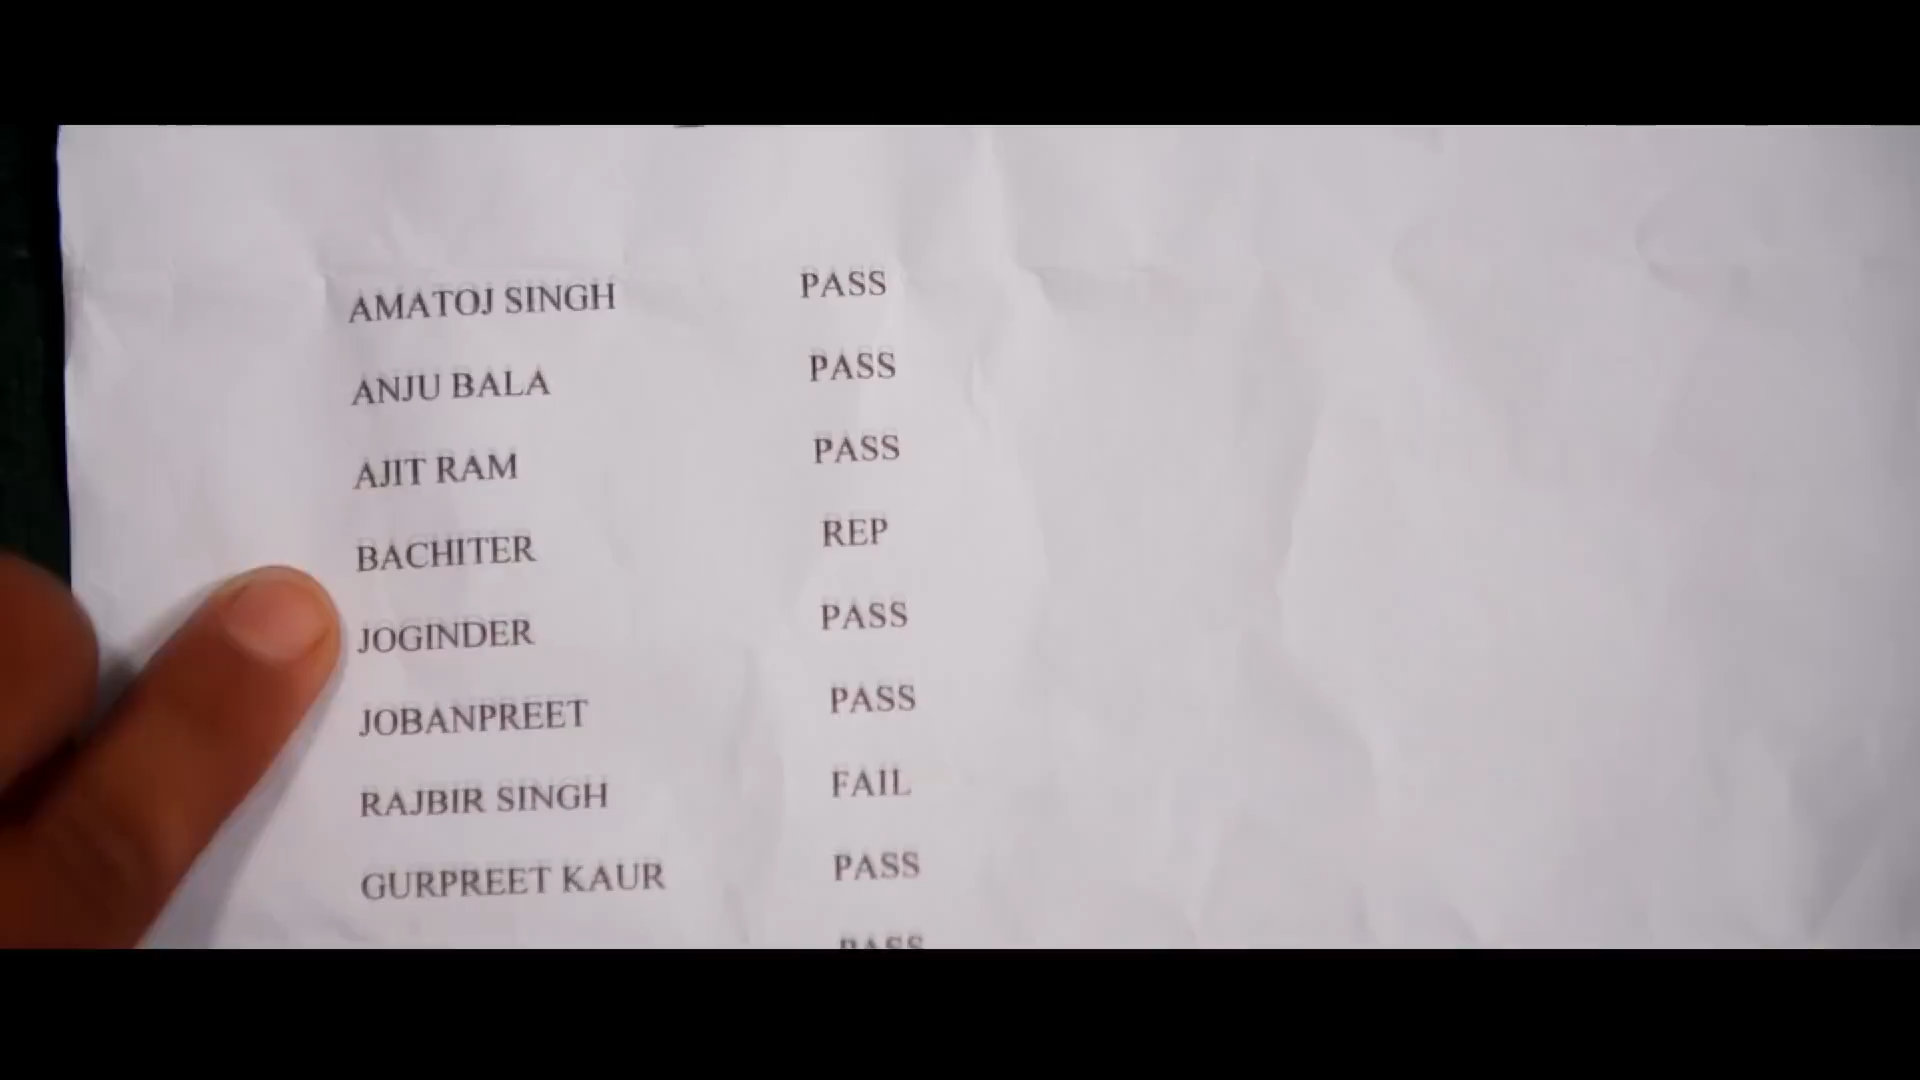 AMATOJ SINGH PASS
ANJU BALA PASS
AJIT RAM PASS
BACHITER REP
JOGINDER PASS
JOBANPREET PASS
RAJBIR SINGH FAIL
GURPREET KAUR PASS
PASS